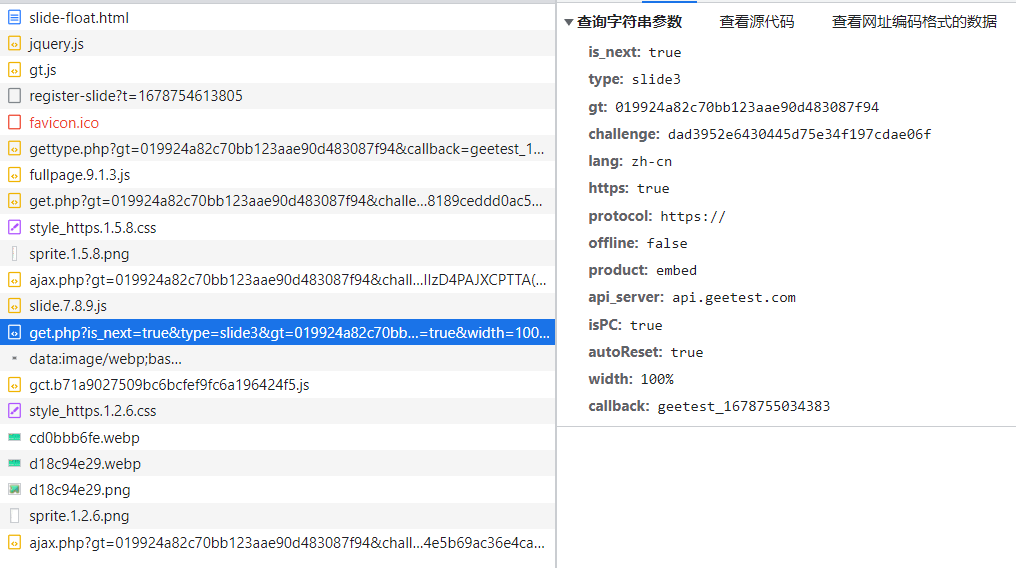 slide-float.html
jquery.js
gt.js
register-slide?t=1678754613805
favicon.ico
gettype.php?gt=019924a82c70bb123aae90d483087f94&callback=geetest_1...
fullpage.9.1.3.js
get.php?gt=019924a82c70bb123aae90d483087f94&challe...8189ceddd0ac5...
style_https.1.5.8.css
sprite.1.5.8.png
ajax.php?gt=019924a82c70bb123aae90d483087f94&chall...lIzD4PAJXCPTTA(...
slide.7.8.9.js
get.php?is_next=true&type=slide3&gt=019924a82c70bb...=true&width=100...
data:image/webp;bas...
gct.b71a9027509bc6bcfef9fc6a196424f5.js
style_https.1.2.6.css
cd0bbb6fe.webp
d18c94e29.webp
d18c94e29.png
sprite.1.2.6.png
ajax.php?gt=019924a82c70bb123aae90d483087f94&chall...4e5b69ac36e4ca...
查询字符串参数 查看源代码 查看网址编码格式的数据
is_next: true
type: slide3
gt: 019924a82c70bb123aae90d483087f94
challenge: dad3952e6430445d75e34f197cdae06f
lang: zh-cn
https: true
protocol: https://
offline: false
product: embed
api_server: api.geetest.com
isPC: true
autoReset: true
width: 100%
callback: geetest_1678755034383